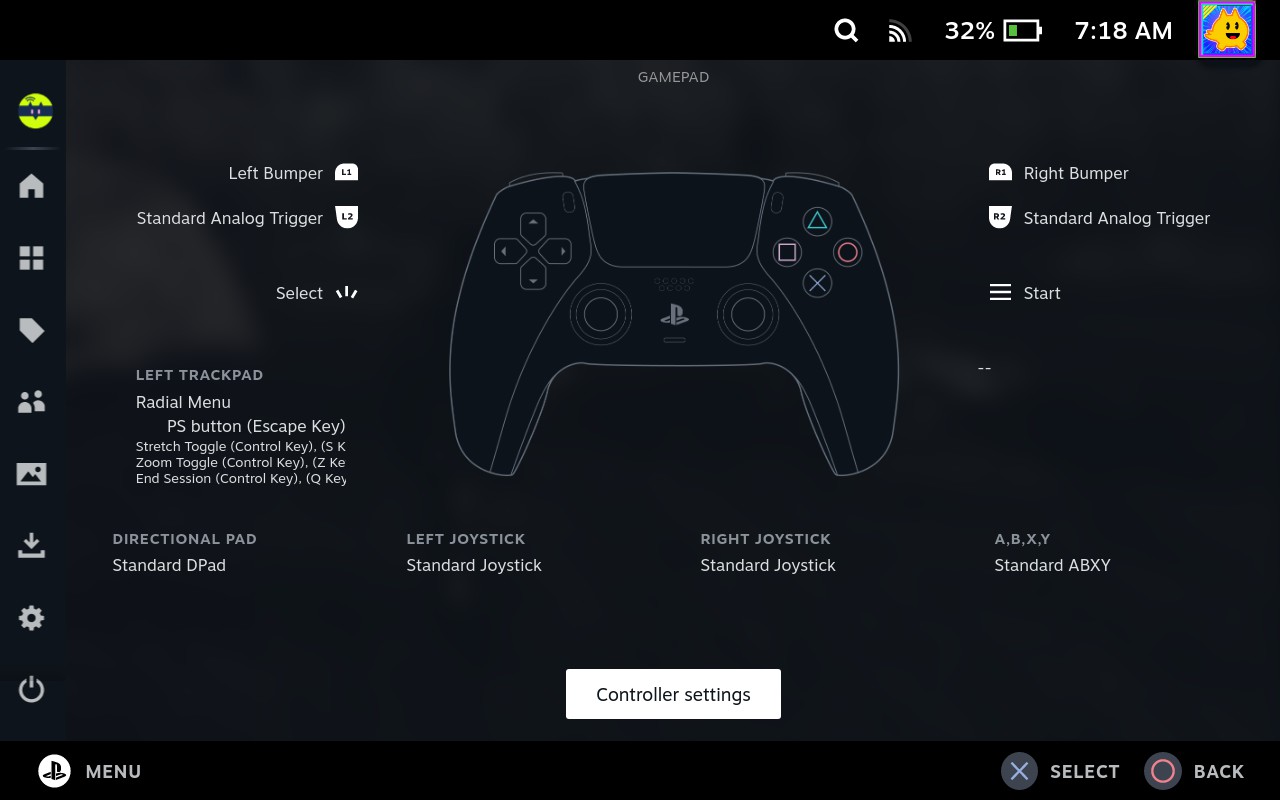 32%
7:18 AM
GAMEPAD
Left Bumper L1
R1 Right Bumper
Standard Analog Trigger L2
R2 Standard Analog Trigger
Select
Start
--
LEFT TRACKPAD
Radial Menu
PS button (Escape Key)
Stretch Toggle (Control Key), (S K
Zoom Toggle (Control Key), (Z Ke
End Session (Control Key), (Q Key
DIRECTIONAL PAD
Standard DPad
LEFT JOYSTICK
Standard Joystick
RIGHT JOYSTICK
Standard Joystick
A,B,X,Y
Standard ABXY
Controller settings
MENU
SELECT
BACK